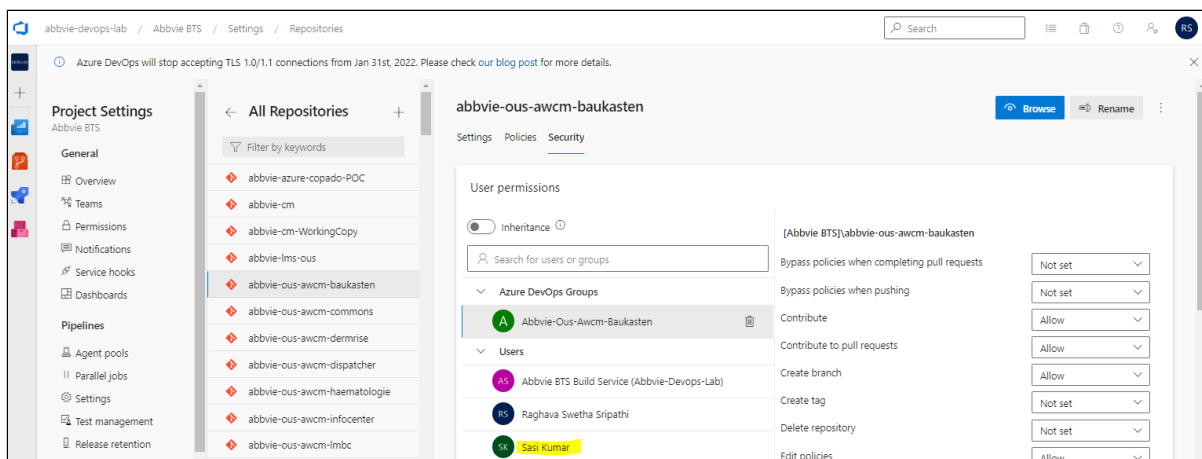 abbvie-devops-lab / Abbvie BTS / Settings / Repositories
Search
RS
Azure DevOps will stop accepting TLS 1.0/1.1 connections from Jan 31st, 2022. Please check our blog post for more details.
Project Settings
Abbvie BTS
General
Overview
Teams
Permissions
Notifications
Service hooks
Dashboards
Pipelines
Agent pools
Parallel jobs
Settings
Test management
Release retention
All Repositories
Filter by keywords
abbvie-azure-copado-POC
abbvie-cm
abbvie-cm-WorkingCopy
abbvie-lms-ous
abbvie-ous-awcm-baukasten
abbvie-ous-awcm-commons
abbvie-ous-awcm-dermrise
abbvie-ous-awcm-dispatcher
abbvie-ous-awcm-haematologie
abbvie-ous-awcm-infocenter
abbvie-ous-awcm-lmbc
abbvie-ous-awcm-baukasten
Browse
Rename
Settings Policies Security
User permissions
Inheritance
Search for users or groups
Azure DevOps Groups
A Abbvie-Ous-Awcm-Baukasten
Users
AS Abbvie BTS Build Service (Abbvie-Devops-Lab)
RS Raghava Swetha Sripathi
SK Sasi Kumar
[Abbvie BTS]\abbvie-ous-awcm-baukasten
Bypass policies when completing pull requests Not set
Bypass policies when pushing Not set
Contribute Allow
Contribute to pull requests Allow
Create branch Allow
Create tag Not set
Delete repository Not set
Edit policies Allow